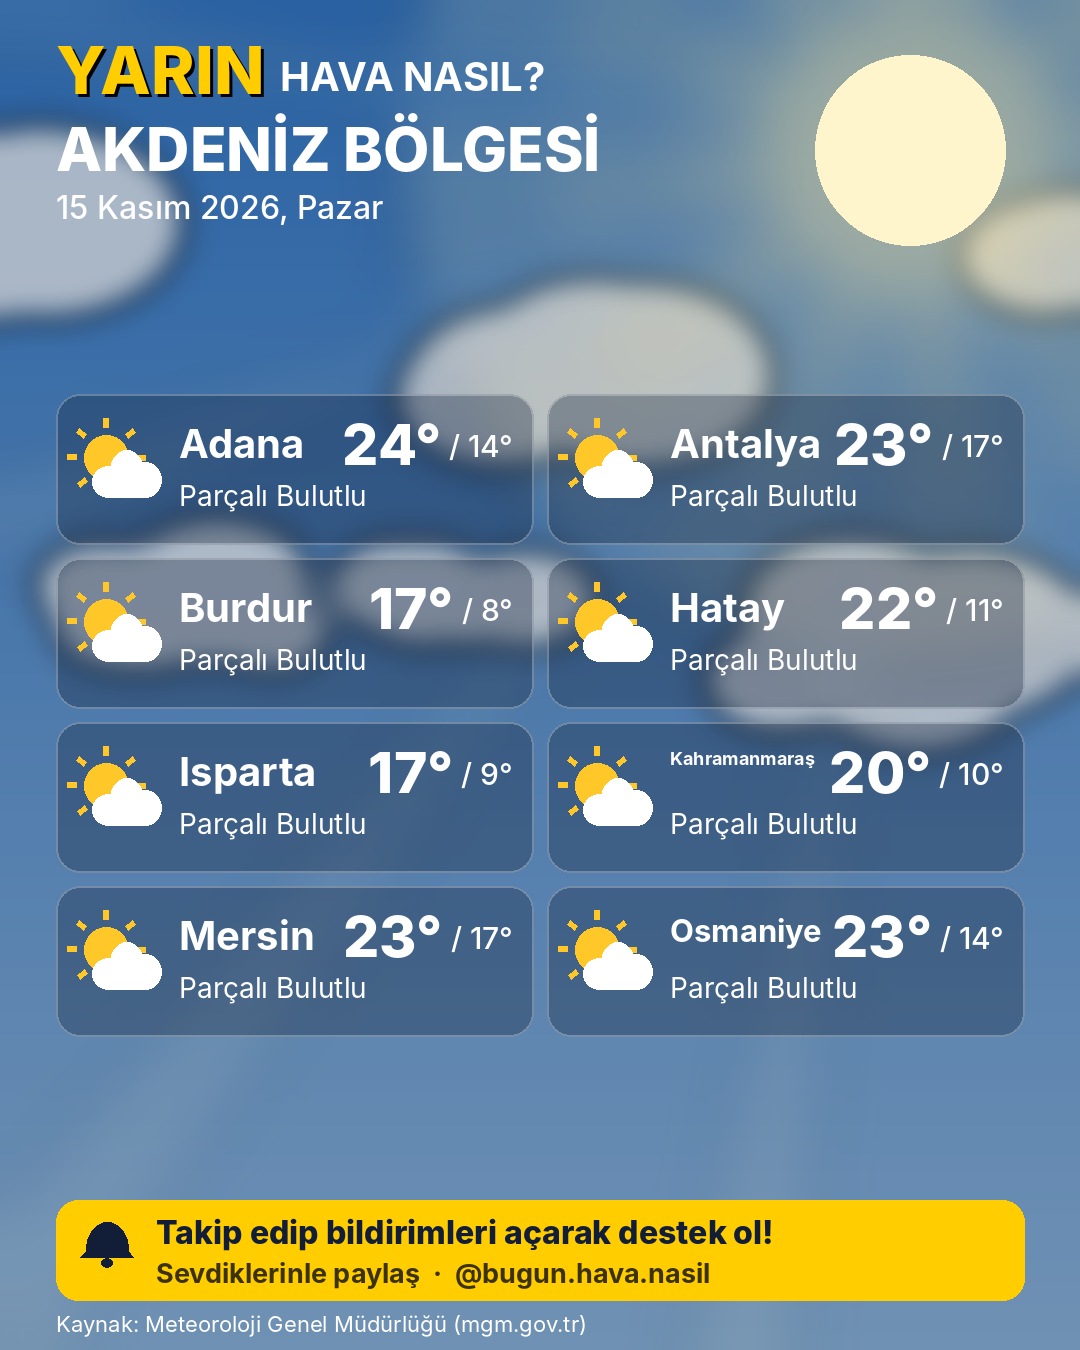 YARIN HAVA NASIL?
AKDENİZ BÖLGESİ
15 Kasım 2026, Pazar
Adana 24° / 14°
Parçalı Bulutlu
Antalya 23° / 17°
Parçalı Bulutlu
Burdur 17° / 8°
Parçalı Bulutlu
Hatay 22° / 11°
Parçalı Bulutlu
Isparta 17° / 9°
Parçalı Bulutlu
Kahramanmaraş 20° / 10°
Parçalı Bulutlu
Mersin 23° / 17°
Parçalı Bulutlu
Osmaniye 23° / 14°
Parçalı Bulutlu
Takip edip bildirimleri açarak destek ol!
Sevdiklerinle paylaş · @bugun.hava.nasil
Kaynak: Meteoroloji Genel Müdürlüğü (mgm.gov.tr)